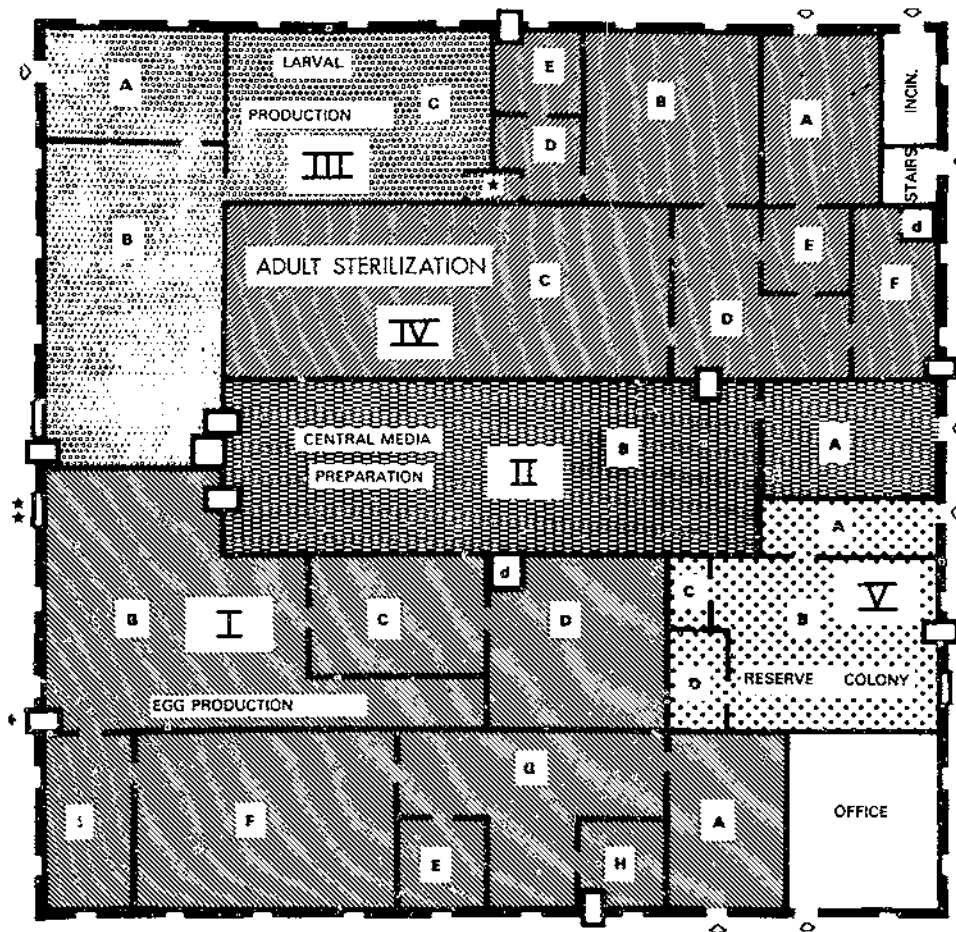 LARVAL
E
B
A
INCIN.
A
C
PRODUCTION
D
STAIRS
III
★
B
d
E
ADULT STERILIZATION
C
F
D
IV
CENTRAL MEDIA
B
A
II
PREPARATION
★
★
A
d
C
V
B
I
C
D
B
D
RESERVE COLONY
EGG PRODUCTION
G
OFFICE
F
A
E
H